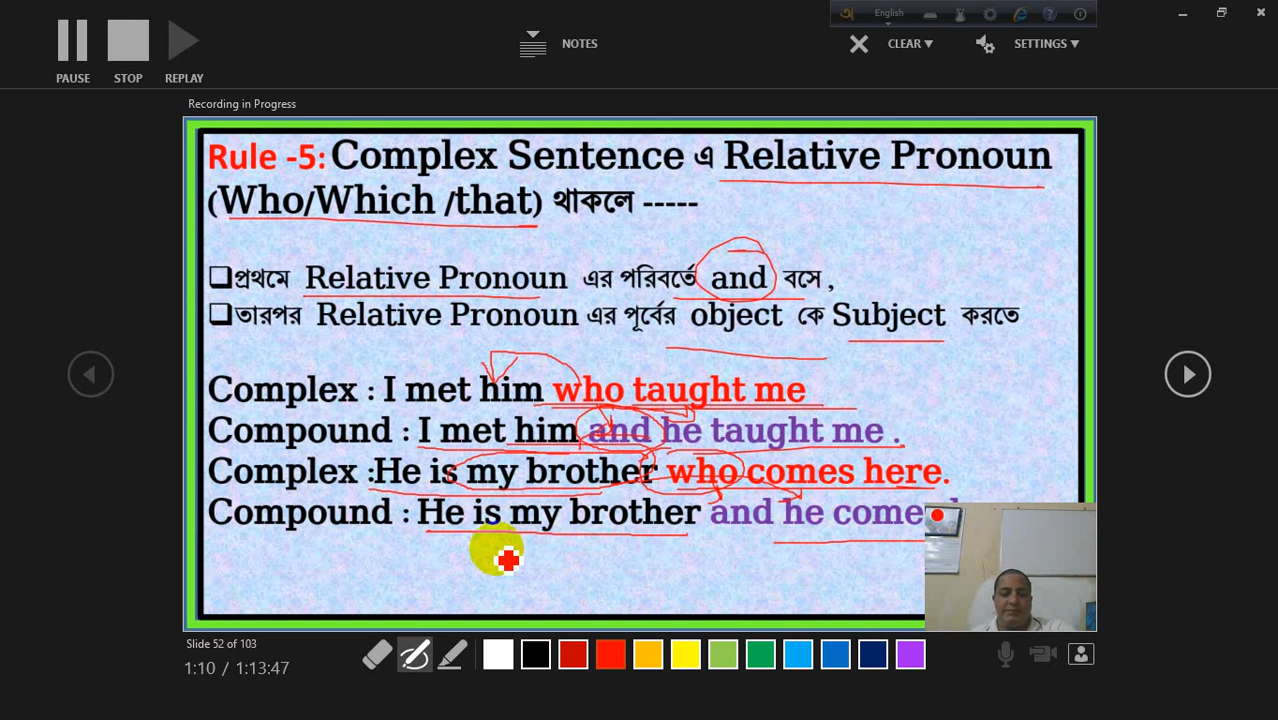 অ English
PAUSE STOP REPLAY NOTES CLEAR SETTINGS
Recording in Progress
Rule -5: Complex Sentence এ Relative Pronoun
(Who/Which /that) থাকলে -----
প্রথমে Relative Pronoun এর পরিবর্তে and বসে ,
তারপর Relative Pronoun এর পূর্বের object কে Subject করতে
Complex : I met him who taught me
Compound : I met him and he taught me .
Complex :He is my brother who comes here.
Compound : He is my brother and he come
Slide 52 of 103
1:10 / 1:13:47